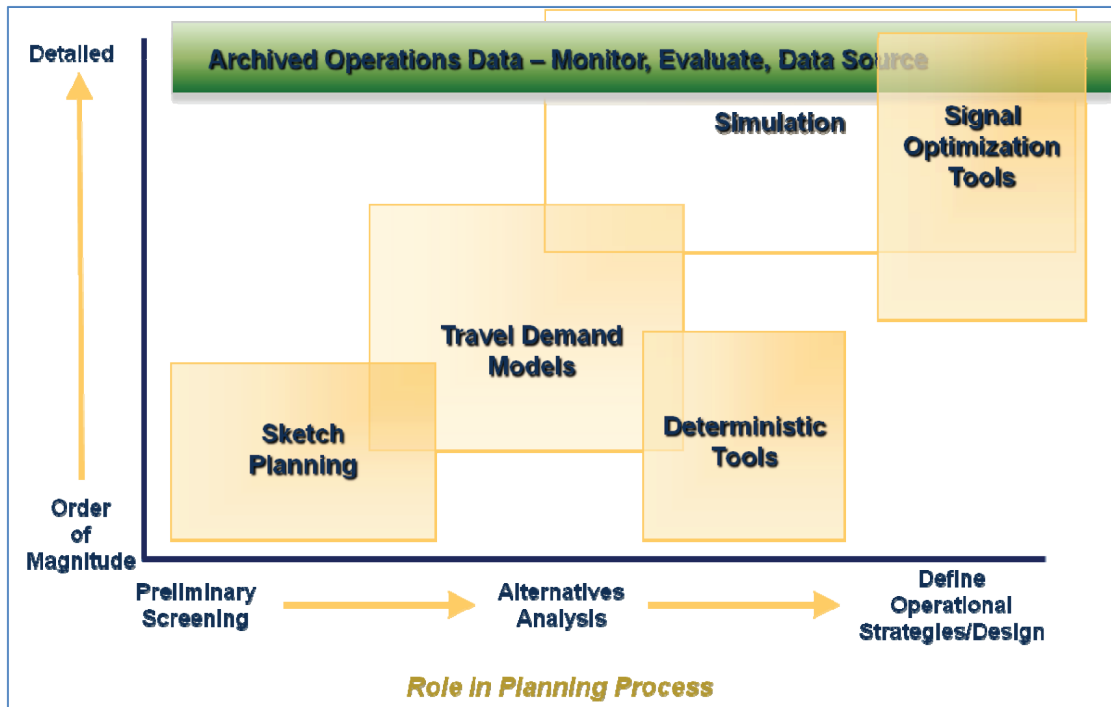 Detailed
Archived Operations Data – Monitor, Evaluate, Data Source
Simulation
Signal
Optimization
Tools
Travel Demand
Models
Sketch
Planning
Deterministic
Tools
Order
of
Magnitude
Preliminary
Screening
Alternatives
Analysis
Define
Operational
Strategies/Design
Role in Planning Process